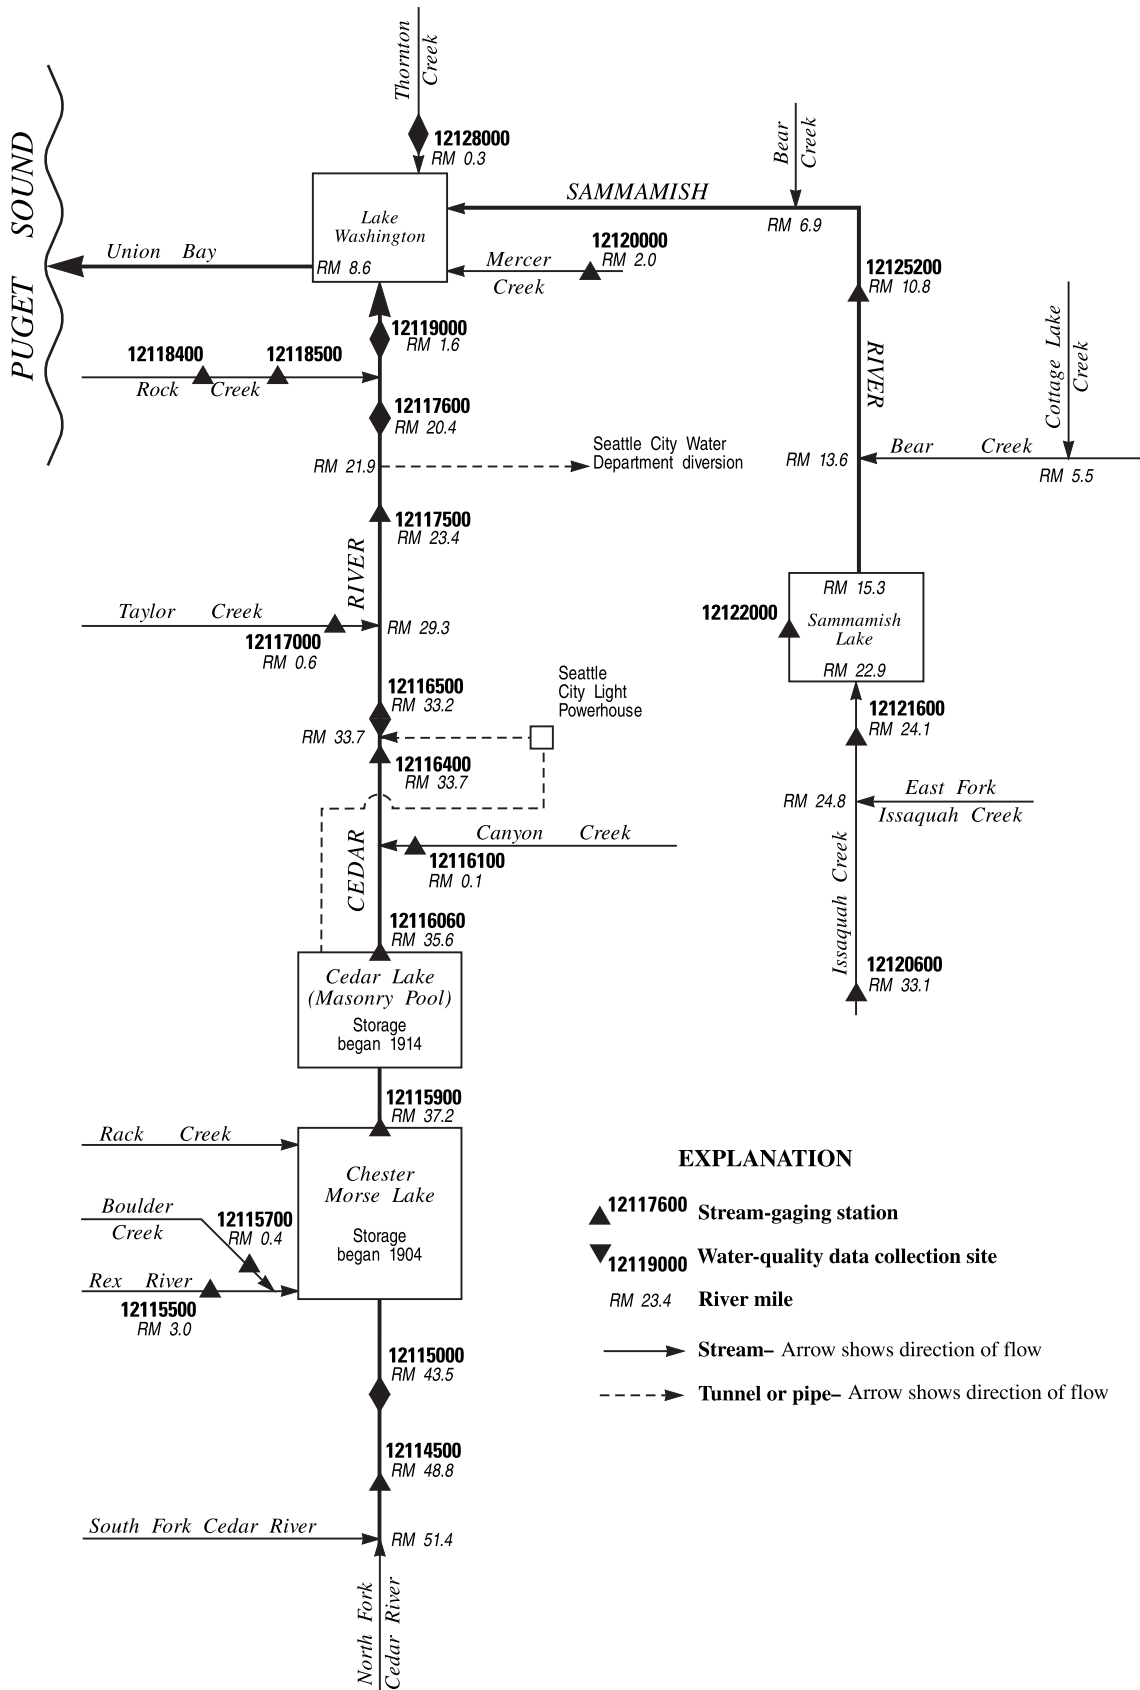 Thornton
Creek
12128000
RM 0.3
PUGET SOUND
Bear
Creek
SAMMAMISH
RM 6.9
Lake
Washington
RM 8.6
Union Bay
12120000
RM 2.0
Mercer
Creek
12125200
RM 10.8
12119000
RM 1.6
12118400
12118500
Rock Creek
RIVER
Cottage Lake
Creek
12117600
RM 20.4
RM 21.9
Seattle City Water
Department diversion
RM 13.6
Bear Creek
RM 5.5
12117500
RM 23.4
RIVER
Taylor Creek
12117000
RM 0.6
RM 29.3
RM 15.3
12122000
Sammamish
Lake
RM 22.9
12116500
RM 33.2
Seattle
City Light
Powerhouse
RM 33.7
12116400
RM 33.7
12121600
RM 24.1
RM 24.8
East Fork
Issaquah Creek
CEDAR
Canyon Creek
12116100
RM 0.1
Issaquah Creek
12116060
RM 35.6
12120600
RM 33.1
Cedar Lake
(Masonry Pool)
Storage
began 1914
12115900
RM 37.2
Rack Creek
Chester
Morse Lake
Storage
began 1904
Boulder
Creek
12115700
RM 0.4
Rex River
12115500
RM 3.0
EXPLANATION
12117600 Stream-gaging station
12119000 Water-quality data collection site
RM 23.4 River mile
Stream– Arrow shows direction of flow
Tunnel or pipe– Arrow shows direction of flow
12115000
RM 43.5
12114500
RM 48.8
South Fork Cedar River
RM 51.4
North Fork
Cedar River